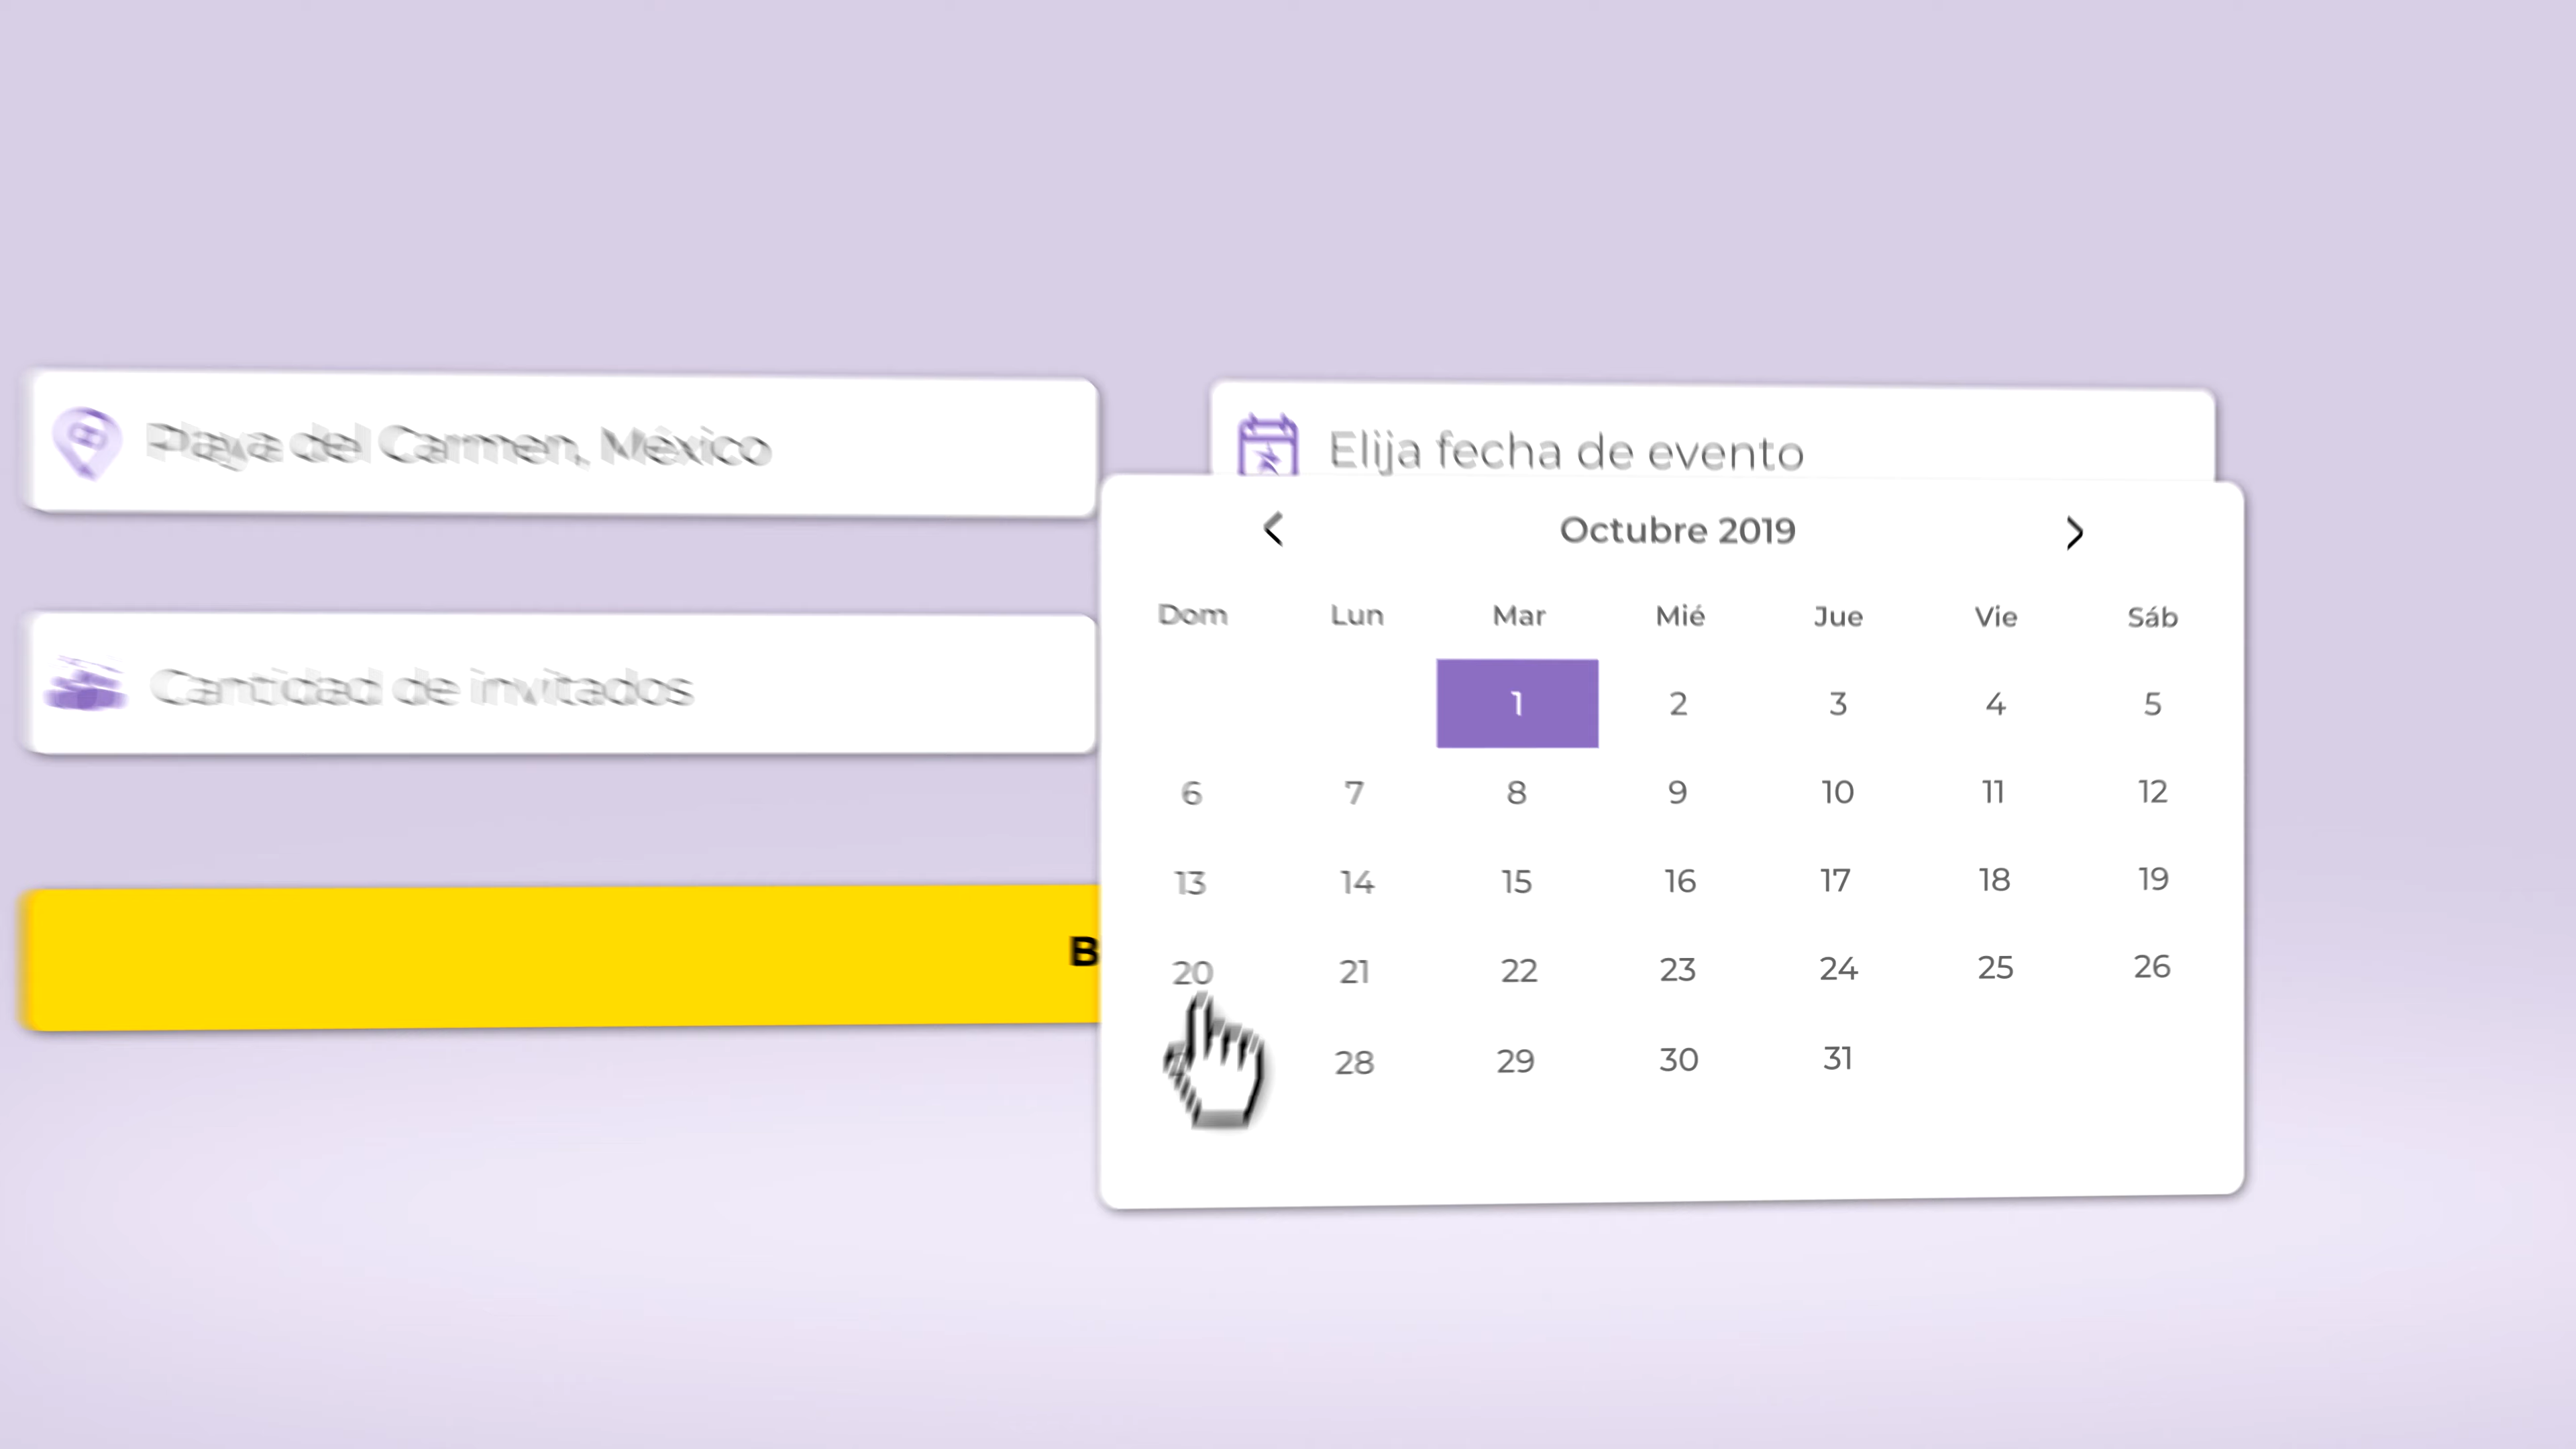 Playa del Carmen, México
Elija fecha de evento
Cantidad de invitados
B
Octubre 2019
Dom Lun Mar Mié Jue Vie Sáb
1 2 3 4 5
6 7 8 9 10 11 12
13 14 15 16 17 18 19
20 21 22 23 24 25 26
28 29 30 31